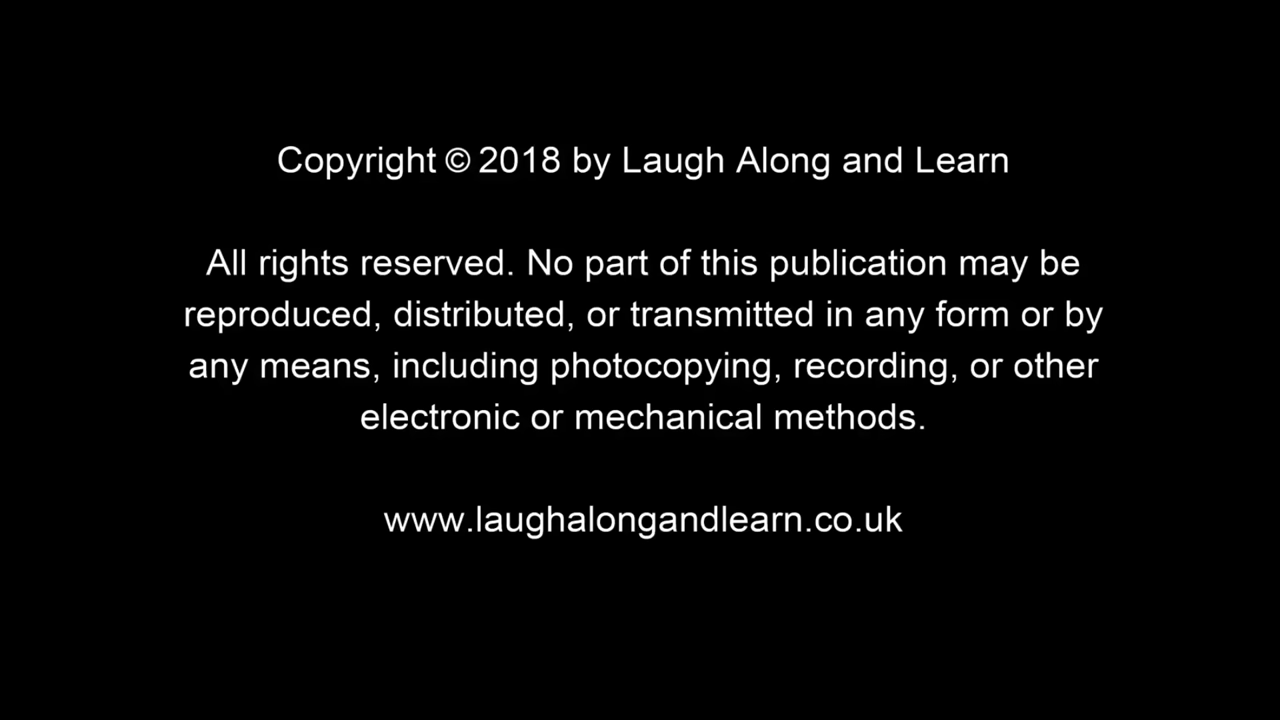 Copyright © 2018 by Laugh Along and Learn
All rights reserved. No part of this publication may be
reproduced, distributed, or transmitted in any form or by
any means, including photocopying, recording, or other
electronic or mechanical methods.
www.laughalongandlearn.co.uk